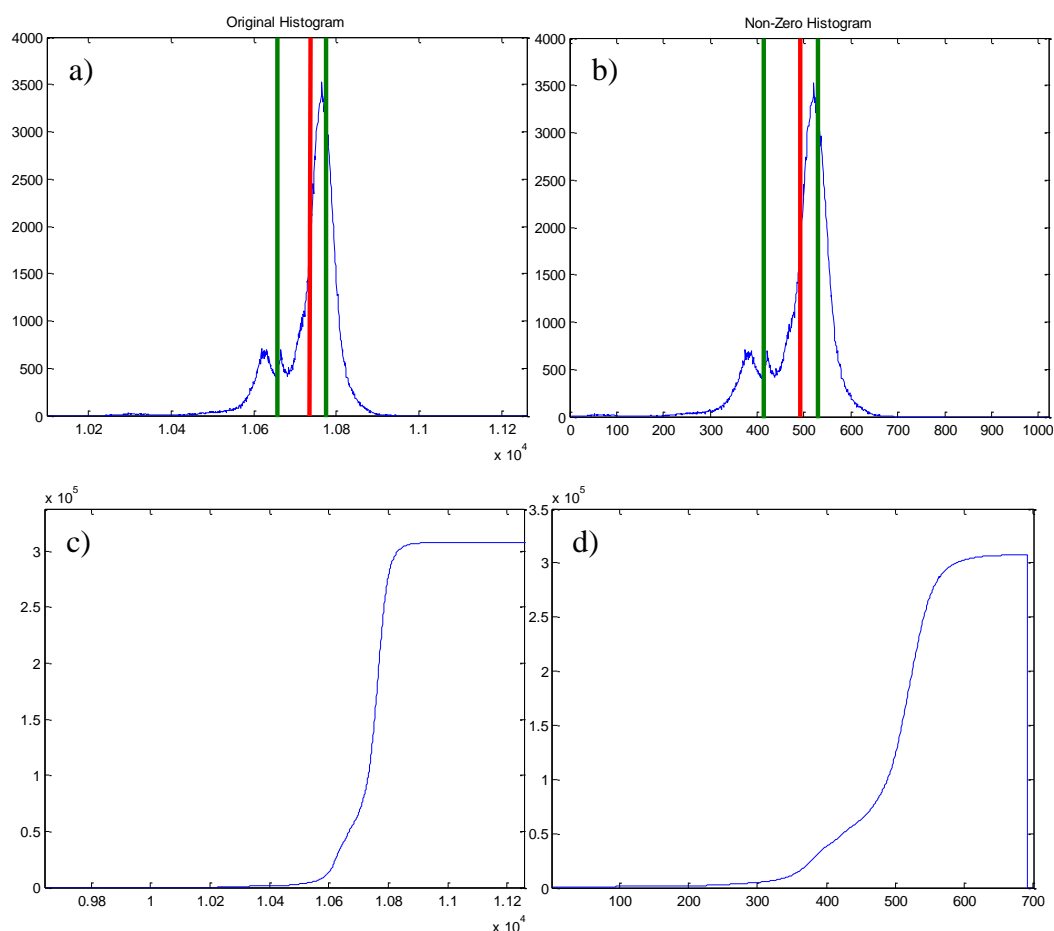 Original Histogram
a)
4000
3500
3000
2500
2000
1500
1000
500
0
1.02 1.04 1.06 1.08 1.1 1.12
x 10^4
Non-Zero Histogram
b)
4000
3500
3000
2500
2000
1500
1000
500
0
0 100 200 300 400 500 600 700 800 900 1000
x 10^5
c)
3
2.5
2
1.5
1
0.5
0
0.98 1 1.02 1.04 1.06 1.08 1.1 1.12
x 10^4
x 10^5
d)
3.5
3
2.5
2
1.5
1
0.5
0
100 200 300 400 500 600 700